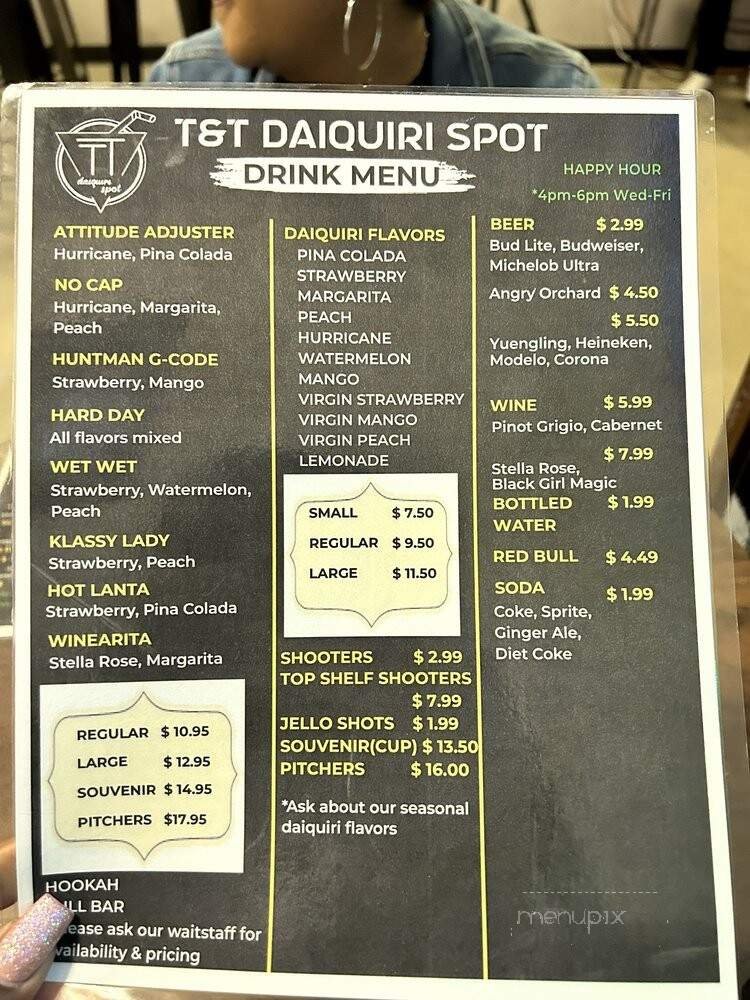 TT
daiquiri
spot
T&T DAIQUIRI SPOT
DRINK MENU
HAPPY HOUR
*4pm-6pm Wed-Fri
ATTITUDE ADJUSTER
Hurricane, Pina Colada
NO CAP
Hurricane, Margarita,
Peach
HUNTMAN G-CODE
Strawberry, Mango
HARD DAY
All flavors mixed
WET WET
Strawberry, Watermelon,
Peach
KLASSY LADY
Strawberry, Peach
HOT LANTA
Strawberry, Pina Colada
WINEARITA
Stella Rose, Margarita
REGULAR $ 10.95
LARGE $ 12.95
SOUVENIR $ 14.95
PITCHERS $17.95
HOOKAH
BAR
ask our waitstaff for
& pricing
DAIQUIRI FLAVORS
PINA COLADA
STRAWBERRY
MARGARITA
PEACH
HURRICANE
WATERMELON
MANGO
VIRGIN STRAWBERRY
VIRGIN MANGO
VIRGIN PEACH
LEMONADE
SMALL $ 7.50
REGULAR $ 9.50
LARGE $ 11.50
SHOOTERS $ 2.99
TOP SHELF SHOOTERS
$ 7.99
JELLO SHOTS $ 1.99
SOUVENIR(CUP) $ 13.50
PITCHERS $ 16.00
*Ask about our seasonal
daiquiri flavors
BEER $ 2.99
Bud Lite, Budweiser,
Michelob Ultra
Angry Orchard $ 4.50
$ 5.50
Yuengling, Heineken,
Modelo, Corona
WINE $ 5.99
Pinot Grigio, Cabernet
$ 7.99
Stella Rose,
Black Girl Magic
BOTTLED $ 1.99
WATER
RED BULL $ 4.49
SODA $ 1.99
Coke, Sprite,
Ginger Ale,
Diet Coke
menupix